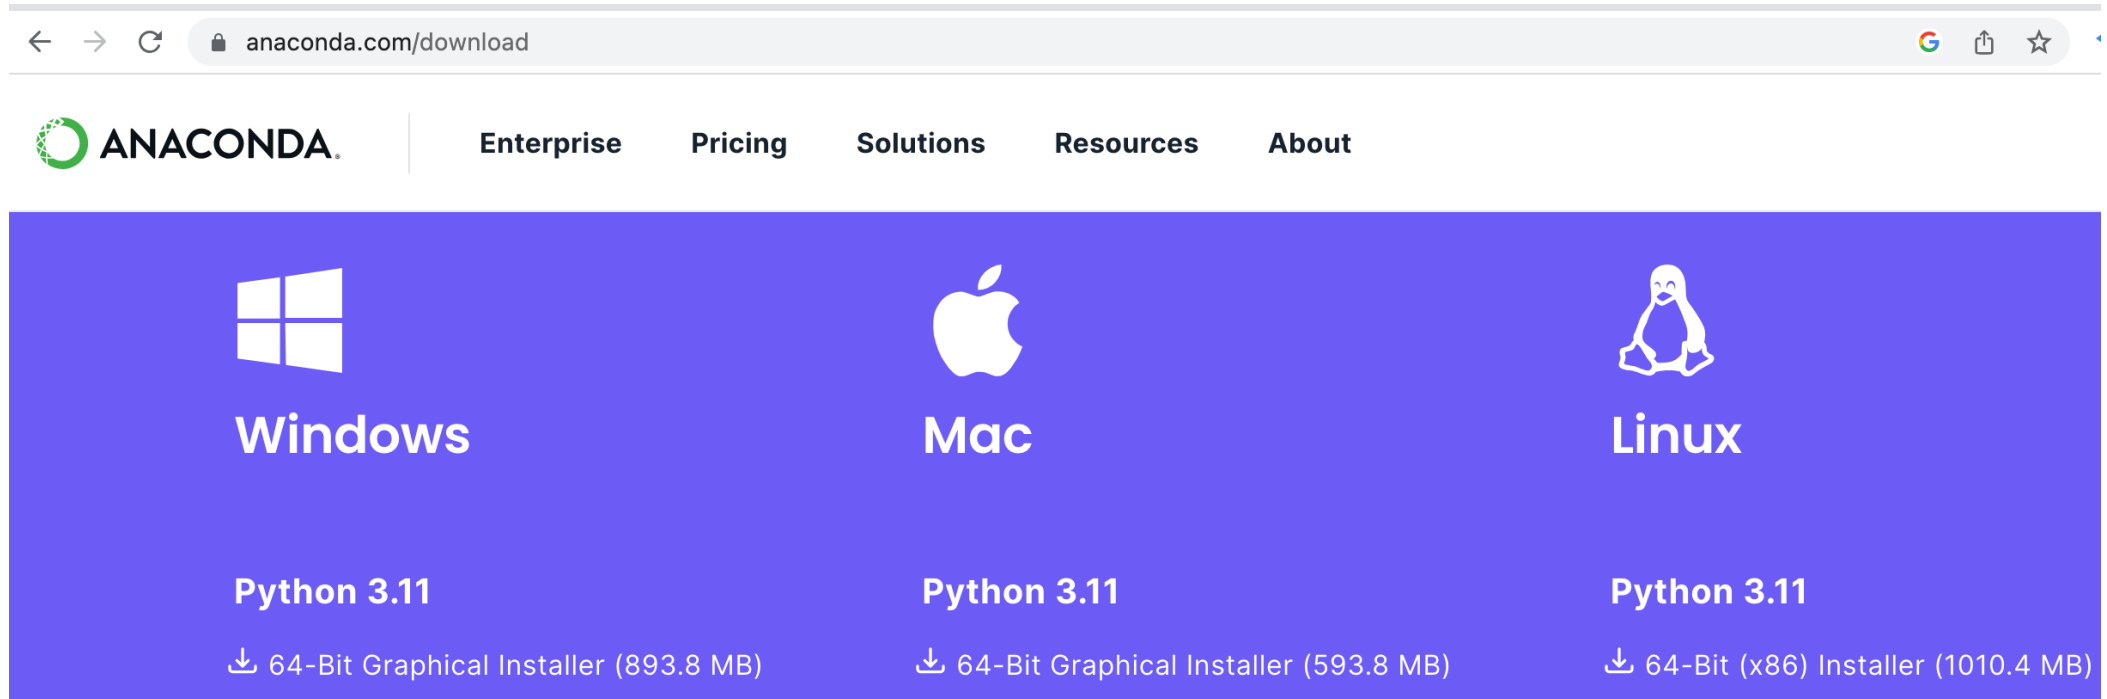 anaconda.com/download
ANACONDA.
Enterprise Pricing Solutions Resources About
Windows Mac Linux
Python 3.11 Python 3.11 Python 3.11
64-Bit Graphical Installer (893.8 MB) 64-Bit Graphical Installer (593.8 MB) 64-Bit (x86) Installer (1010.4 MB)